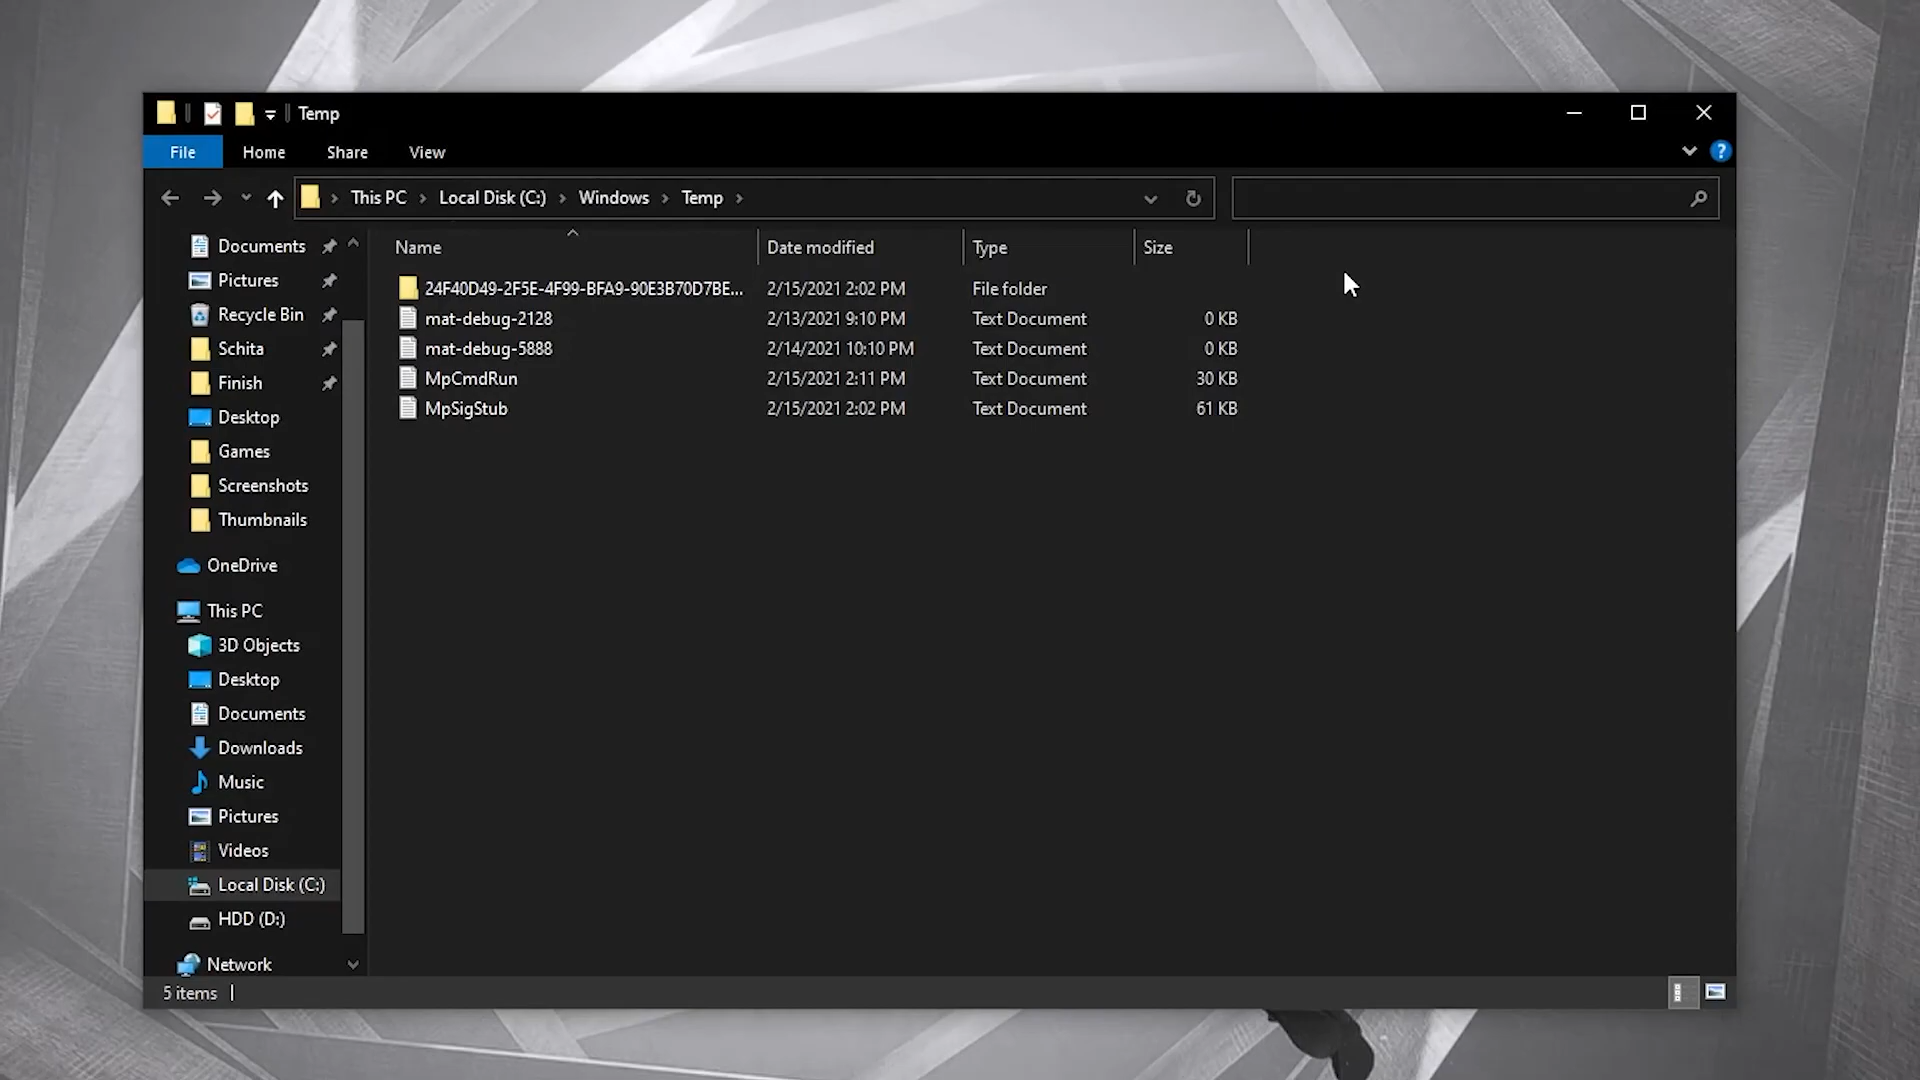 Temp
File Home Share View
This PC Local Disk (C:) Windows Temp
Name Date modified Type Size
24F40D49-2F5E-4F99-BFA9-90E3B70D7BE... 2/15/2021 2:02 PM File folder
mat-debug-2128 2/13/2021 9:10 PM Text Document 0 KB
mat-debug-5888 2/14/2021 10:10 PM Text Document 0 KB
MpCmdRun 2/15/2021 2:11 PM Text Document 30 KB
MpSigStub 2/15/2021 2:02 PM Text Document 61 KB
Documents
Pictures
Recycle Bin
Schita
Finish
Desktop
Games
Screenshots
Thumbnails
OneDrive
This PC
3D Objects
Desktop
Documents
Downloads
Music
Pictures
Videos
Local Disk (C:)
HDD (D:)
Network
5 items